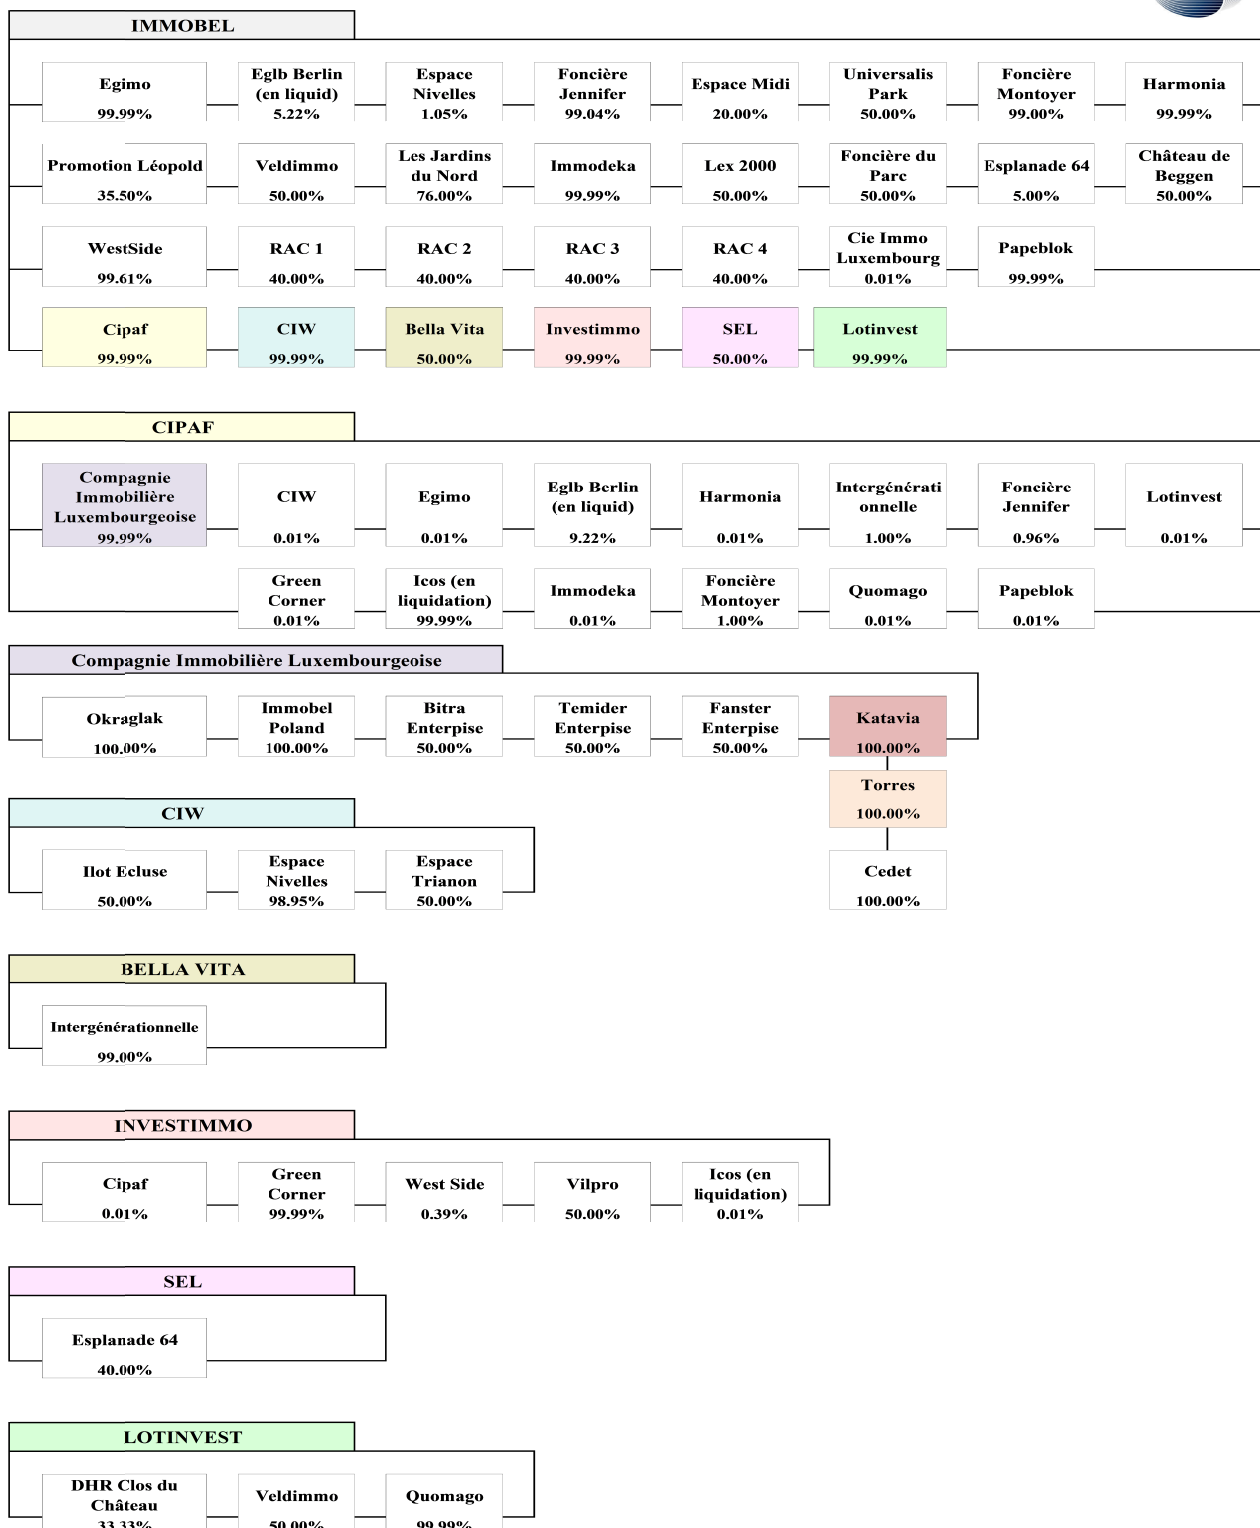 IMMOBEL
Egimo
99.99%
Eglb Berlin
(en liquid)
5.22%
Espace
Nivelles
1.05%
Foncière
Jennifer
99.04%
Espace Midi
20.00%
Universalis
Park
50.00%
Foncière
Montoyer
99.00%
Harmonia
99.99%
Promotion Léopold
35.50%
Veldimmo
50.00%
Les Jardins
du Nord
76.00%
Immodeka
99.99%
Lex 2000
50.00%
Foncière du
Parc
50.00%
Esplanade 64
5.00%
Château de
Beggen
50.00%
WestSide
99.61%
RAC 1
40.00%
RAC 2
40.00%
RAC 3
40.00%
RAC 4
40.00%
Cie Immo
Luxembourg
0.01%
Papeblok
99.99%
Cipaf
99.99%
CIW
99.99%
Bella Vita
50.00%
Investimmo
99.99%
SEL
50.00%
Lotinvest
99.99%
CIPAF
Compagnie
Immobilière
Luxembourgeoise
99.99%
CIW
0.01%
Egimo
0.01%
Eglb Berlin
(en liquid)
9.22%
Harmonia
0.01%
Intergénérati
onnelle
1.00%
Foncière
Jennifer
0.96%
Lotinvest
0.01%
Green
Corner
0.01%
Icos (en
liquidation)
99.99%
Immodeka
0.01%
Foncière
Montoyer
1.00%
Quomago
0.01%
Papeblok
0.01%
Compagnie Immobilière Luxembourgeoise
Okraglak
100.00%
Immobel
Poland
100.00%
Bitra
Enterpise
50.00%
Temider
Enterpise
50.00%
Fanster
Enterpise
50.00%
Katavia
100.00%
Torres
100.00%
Cedet
100.00%
CIW
Ilot Ecluse
50.00%
Espace
Nivelles
98.95%
Espace
Trianon
50.00%
BELLA VITA
Intergénérationnelle
99.00%
INVESTIMMO
Cipaf
0.01%
Green
Corner
99.99%
West Side
0.39%
Vilpro
50.00%
Icos (en
liquidation)
0.01%
SEL
Esplanade 64
40.00%
LOTINVEST
DHR Clos du
Château
33.33%
Veldimmo
50.00%
Quomago
99.99%